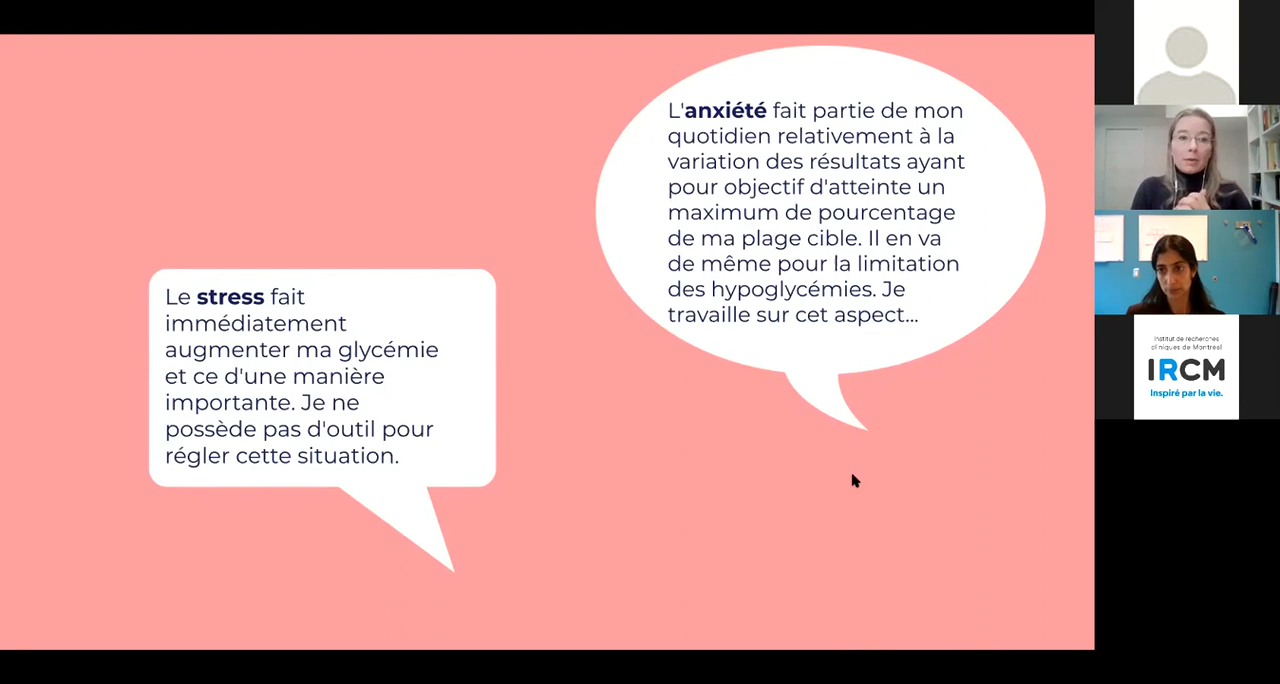 L'anxiété fait partie de mon
quotidien relativement à la
variation des résultats ayant
pour objectif d'atteinte un
maximum de pourcentage
de ma plage cible. Il en va
de même pour la limitation
des hypoglycémies. Je
travaille sur cet aspect...
Le stress fait
immédiatement
augmenter ma glycémie
et ce d'une manière
importante. Je ne
possède pas d'outil pour
régler cette situation.
Institut de recherches
cliniques de Montréal
IRCM
Inspiré par la vie.